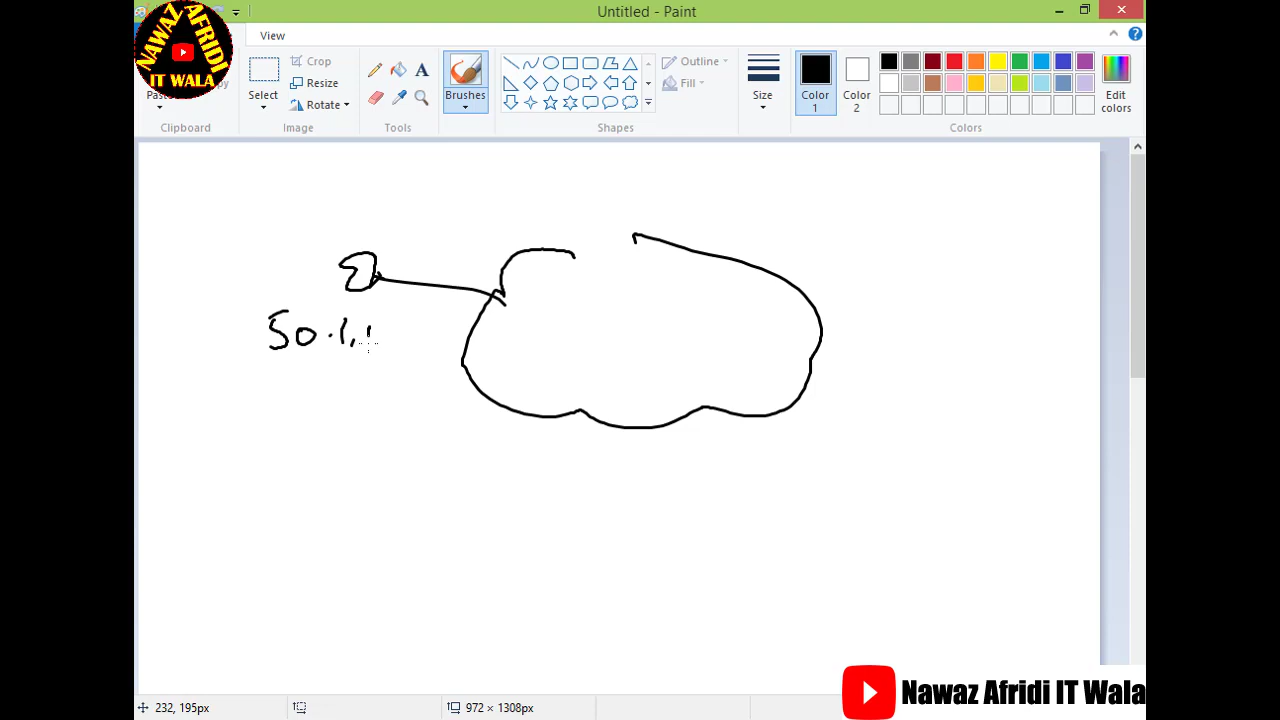 Untitled - Paint
NAWAZ AFRIDI
IT WALA
View
Paste
Crop
Resize
Rotate
Select
Brushes
Outline
Fill
Size
Color 1
Color 2
Edit colors
Clipboard
Image
Tools
Shapes
Colors
50.1.1
232, 195px
972 × 1308px
Nawaz Afridi IT Wala